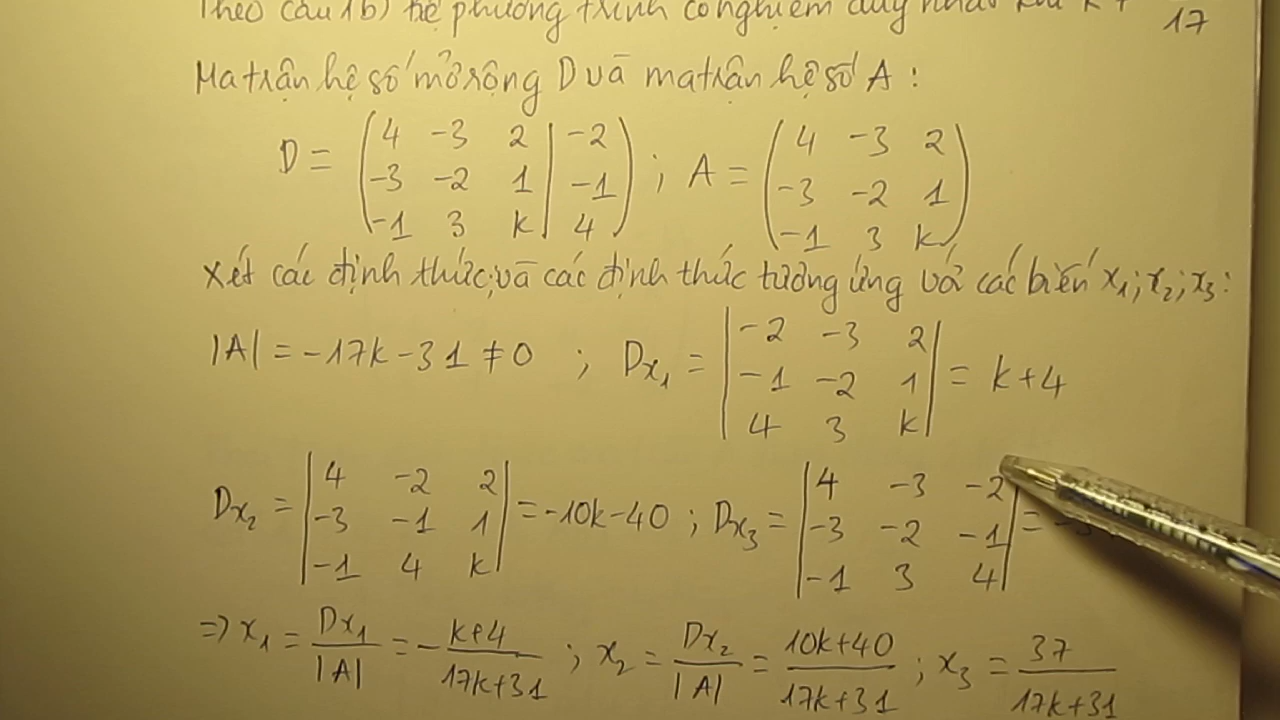 Theo câu 1b) hệ phương trình có nghiệm duy nhất khi k ≠
17
Ma trận hệ số mở rộng D và ma trận hệ số A :
D = (4 -3 2 | -2; -3 -2 1 | -1; -1 3 k | 4) ; A = (4 -3 2; -3 -2 1; -1 3 k)
Xét các định thức; và các định thức tương ứng với các biến x₁; x₂; x₃:
|A| = -17k - 31 ≠ 0 ; Dx₁ = |-2 -3 2; -1 -2 1; 4 3 k| = k+4
Dx₂ = |4 -2 2; -3 -1 1; -1 4 k| = -10k-40 ; Dx₃ = |4 -3 -2; -3 -2 -1; -1 3 4| =
=> x₁ = Dx₁/|A| = - k+4/17k+31 ; x₂ = Dx₂/|A| = 10k+40/17k+31 ; x₃ = 37/17k+31